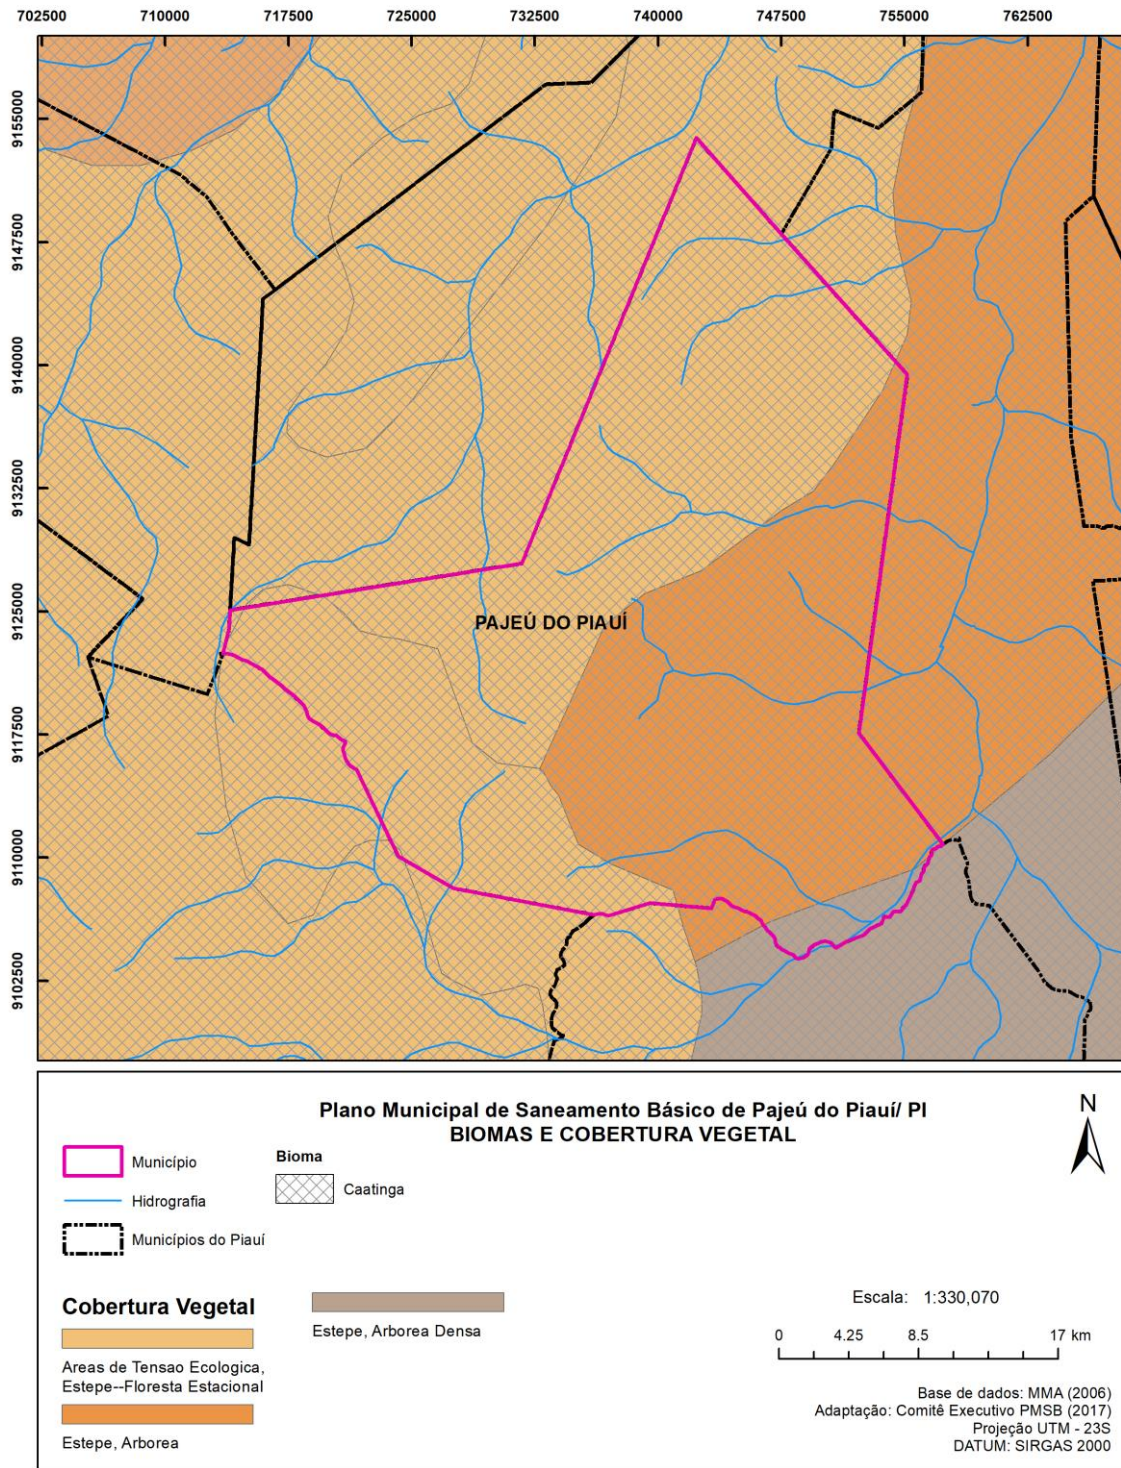 702500 710000 717500 725000 732500 740000 747500 755000 762500
9155000
9147500
9140000
9132500
9125000
9117500
9110000
9102500
PAJEÚ DO PIAUÍ
Plano Municipal de Saneamento Básico de Pajeú do Piauí/ PI
BIOMAS E COBERTURA VEGETAL
N
Município
Hidrografia
Municípios do Piauí
Bioma
Caatinga
Cobertura Vegetal
Areas de Tensao Ecologica,
Estepe--Floresta Estacional
Estepe, Arborea
Estepe, Arborea Densa
Escala: 1:330,070
0 4.25 8.5 17 km
Base de dados: MMA (2006)
Adaptação: Comitê Executivo PMSB (2017)
Projeção UTM - 23S
DATUM: SIRGAS 2000